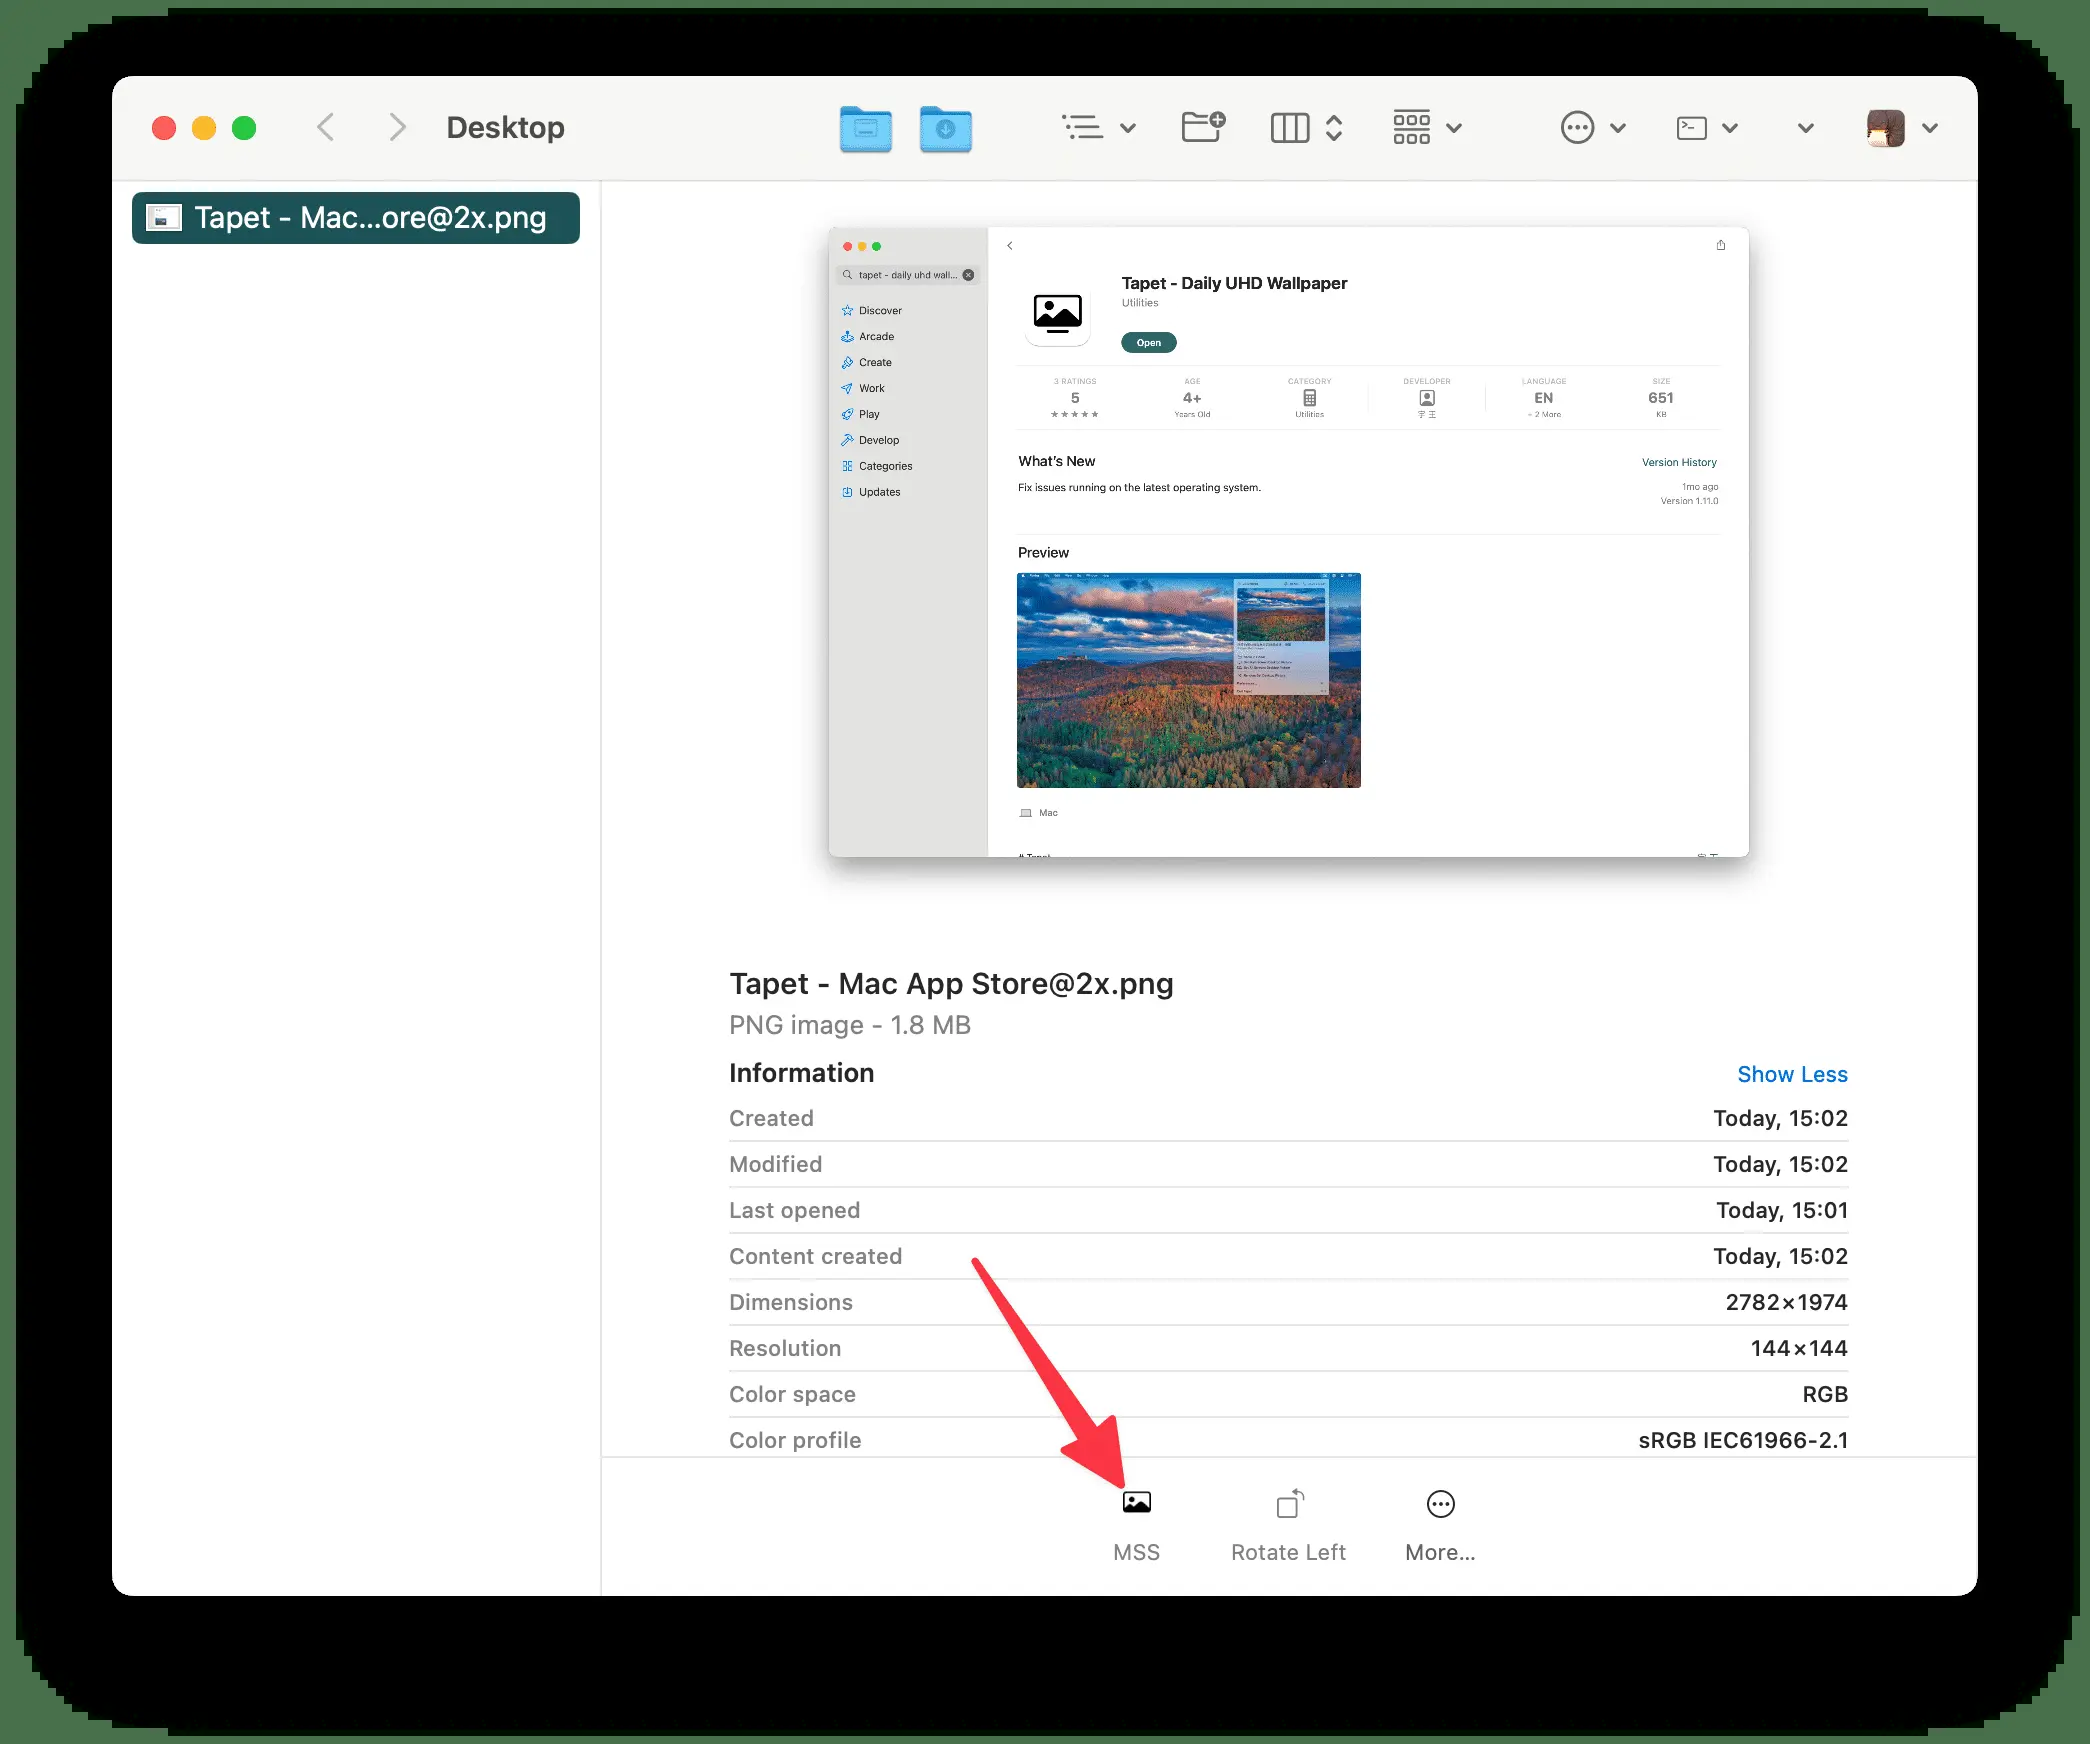 Desktop
Tapet - Mac...ore@2x.png
tapet - daily uhd wall...
Discover
Arcade
Create
Work
Play
Develop
Categories
Updates
Tapet - Daily UHD Wallpaper
Utilities
Open
3 RATINGS
5
★★★★★
AGE
4+
Years Old
CATEGORY
Utilities
DEVELOPER
字 王
LANGUAGE
EN
+ 2 More
SIZE
651
KB
What's New
Version History
Fix issues running on the latest operating system.
1mo ago
Version 1.11.0
Preview
Mac
Tapet - Mac App Store@2x.png
PNG image - 1.8 MB
Information
Show Less
Created Today, 15:02
Modified Today, 15:02
Last opened Today, 15:01
Content created Today, 15:02
Dimensions 2782×1974
Resolution 144×144
Color space RGB
Color profile sRGB IEC61966-2.1
MSS
Rotate Left
More...